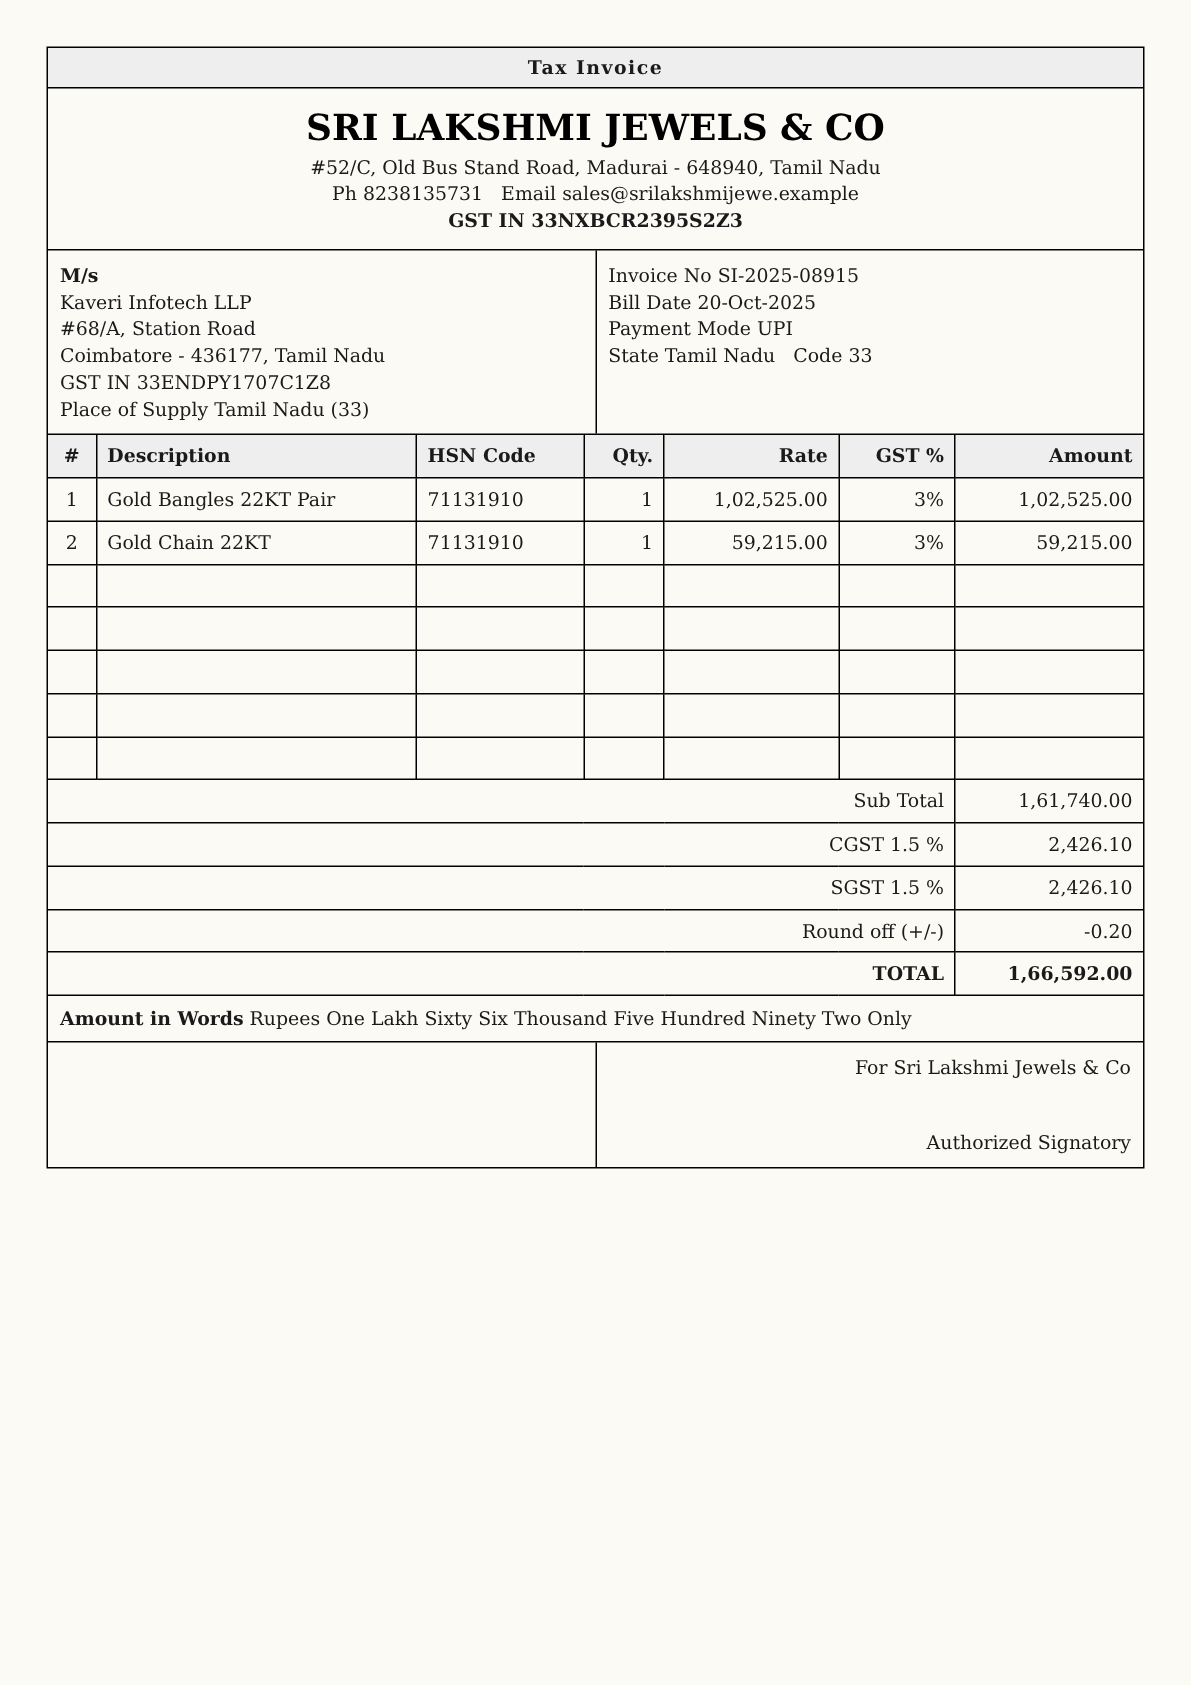 Tax Invoice
SRI LAKSHMI JEWELS & CO
#52/C, Old Bus Stand Road, Madurai - 648940, Tamil Nadu
Ph 8238135731 Email sales@srilakshmijewe.example
GST IN 33NXBCR2395S2Z3
M/s
Kaveri Infotech LLP
#68/A, Station Road
Coimbatore - 436177, Tamil Nadu
GST IN 33ENDPY1707C1Z8
Place of Supply Tamil Nadu (33)
Invoice No SI-2025-08915
Bill Date 20-Oct-2025
Payment Mode UPI
State Tamil Nadu Code 33
# Description HSN Code Qty. Rate GST % Amount
1 Gold Bangles 22KT Pair 71131910 1 1,02,525.00 3% 1,02,525.00
2 Gold Chain 22KT 71131910 1 59,215.00 3% 59,215.00
Sub Total 1,61,740.00
CGST 1.5 % 2,426.10
SGST 1.5 % 2,426.10
Round off (+/-) -0.20
TOTAL 1,66,592.00
Amount in Words Rupees One Lakh Sixty Six Thousand Five Hundred Ninety Two Only
For Sri Lakshmi Jewels & Co
Authorized Signatory